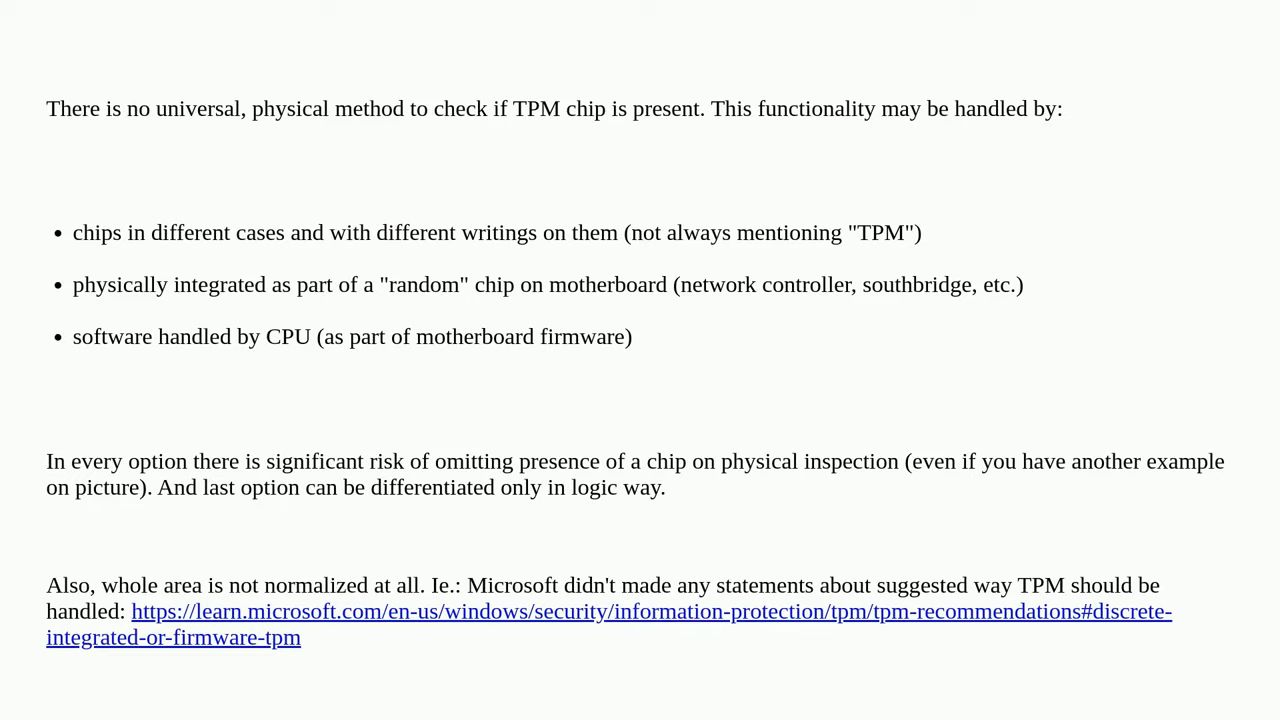 There is no universal, physical method to check if TPM chip is present. This functionality may be handled by:
• chips in different cases and with different writings on them (not always mentioning "TPM")
• physically integrated as part of a "random" chip on motherboard (network controller, southbridge, etc.)
• software handled by CPU (as part of motherboard firmware)
In every option there is significant risk of omitting presence of a chip on physical inspection (even if you have another example
on picture). And last option can be differentiated only in logic way.
Also, whole area is not normalized at all. Ie.: Microsoft didn't made any statements about suggested way TPM should be
handled: https://learn.microsoft.com/en-us/windows/security/information-protection/tpm/tpm-recommendations#discrete-
integrated-or-firmware-tpm